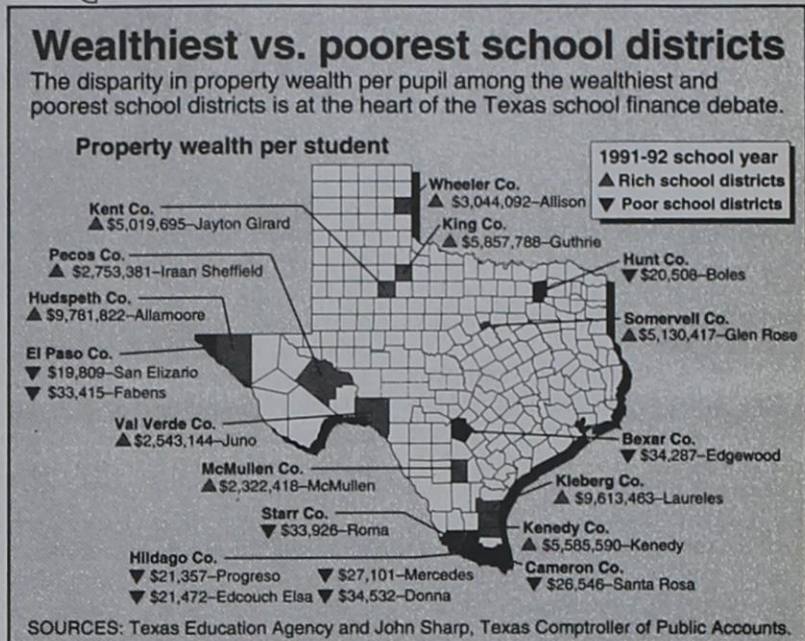 Wealthiest vs. poorest school districts
The disparity in property wealth per pupil among the wealthiest and
poorest school districts is at the heart of the Texas school finance debate.
Property wealth per student
1991-92 school year
▲ Rich school districts
▼ Poor school districts
Wheeler Co.
▲ $3,044,092–Allison
Kent Co.
▲ $5,019,695–Jayton Girard
King Co.
▲ $5,857,788–Guthrie
Pecos Co.
▲ $2,753,381–Iraan Sheffield
Hunt Co.
▼ $20,508–Boles
Hudspeth Co.
▲ $9,781,822–Allamoore
Somervell Co.
▲ $5,130,417–Glen Rose
El Paso Co.
▼ $19,809–San Elizario
▼ $33,415–Fabens
Val Verde Co.
▲ $2,543,144–Juno
Bexar Co.
▼ $34,287–Edgewood
McMullen Co.
▲ $2,322,418–McMullen
Kleberg Co.
▲ $9,613,463–Laureles
Starr Co.
▼ $33,926–Roma
Kenedy Co.
▲ $5,585,590–Kenedy
Hildago Co.
▼ $21,357–Progreso ▼ $27,101–Mercedes
▼ $21,472–Edcouch Elsa ▼ $34,532–Donna
Cameron Co.
▼ $26,546–Santa Rosa
SOURCES: Texas Education Agency and John Sharp, Texas Comptroller of Public Accounts.